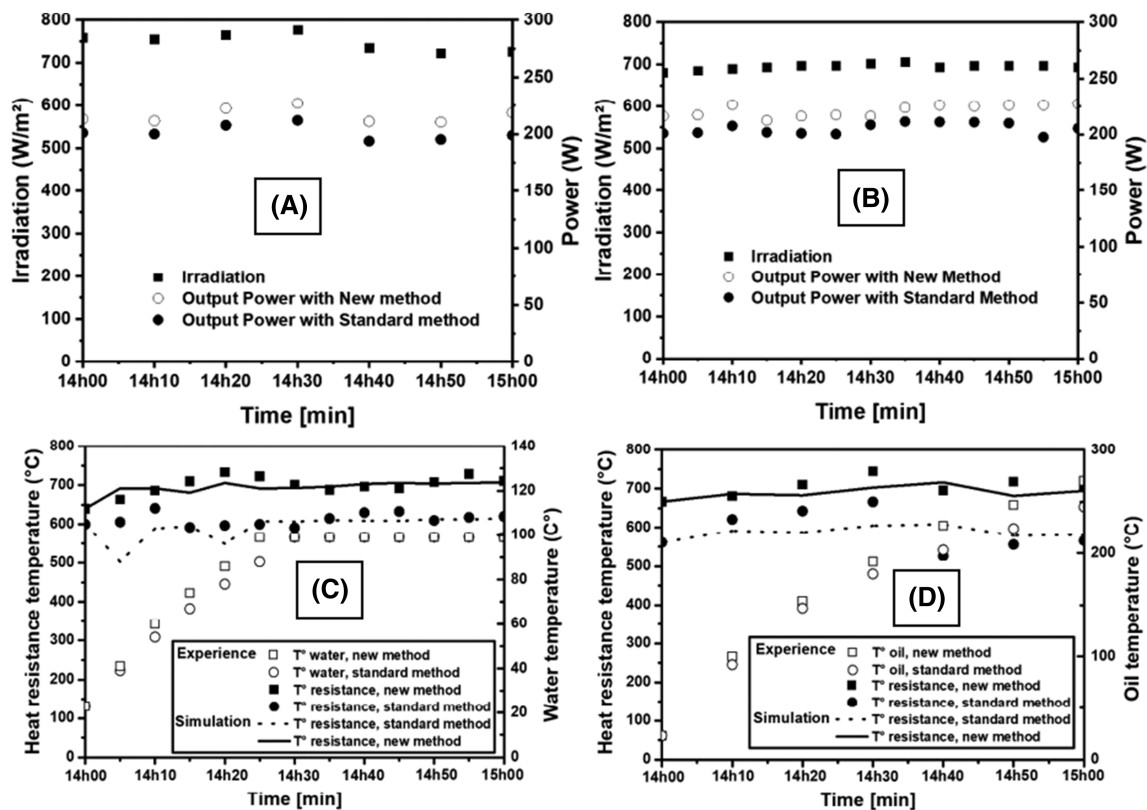 800
700
600
500
400
300
200
100
0
Irradiation (W/m²)
300
250
200
150
100
50
0
Power (W)
(A)
Irradiation
Output Power with New method
Output Power with Standard method
14h00 14h10 14h20 14h30 14h40 14h50 15h00
Time [min]
800
700
600
500
400
300
200
100
0
Irradiation (W/m²)
300
250
200
150
100
50
0
Power (W)
(B)
Irradiation
Output Power with New Method
Output Power with Standard Method
14h00 14h10 14h20 14h30 14h40 14h50 15h00
Time [min]
800
700
600
500
400
300
200
100
0
Heat resistance temperature (°C)
140
120
100
80
60
40
20
0
Water temperature (C°)
(C)
Experience
T° water, new method
T° water, standard method
T° resistance, new method
T° resistance, standard method
Simulation
T° resistance, standard method
T° resistance, new method
14h00 14h10 14h20 14h30 14h40 14h50 15h00
Time [min]
800
700
600
500
400
300
200
100
0
Heat resistance temperature (°C)
300
200
100
0
Oil temperature (°C)
(D)
Experience
T° oil, new method
T° oil, standard method
T° resistance, new method
T° resistance, standard method
Simulation
T° resistance, standard method
T° resistance, new method
14h00 14h10 14h20 14h30 14h40 14h50 15h00
Time [min]